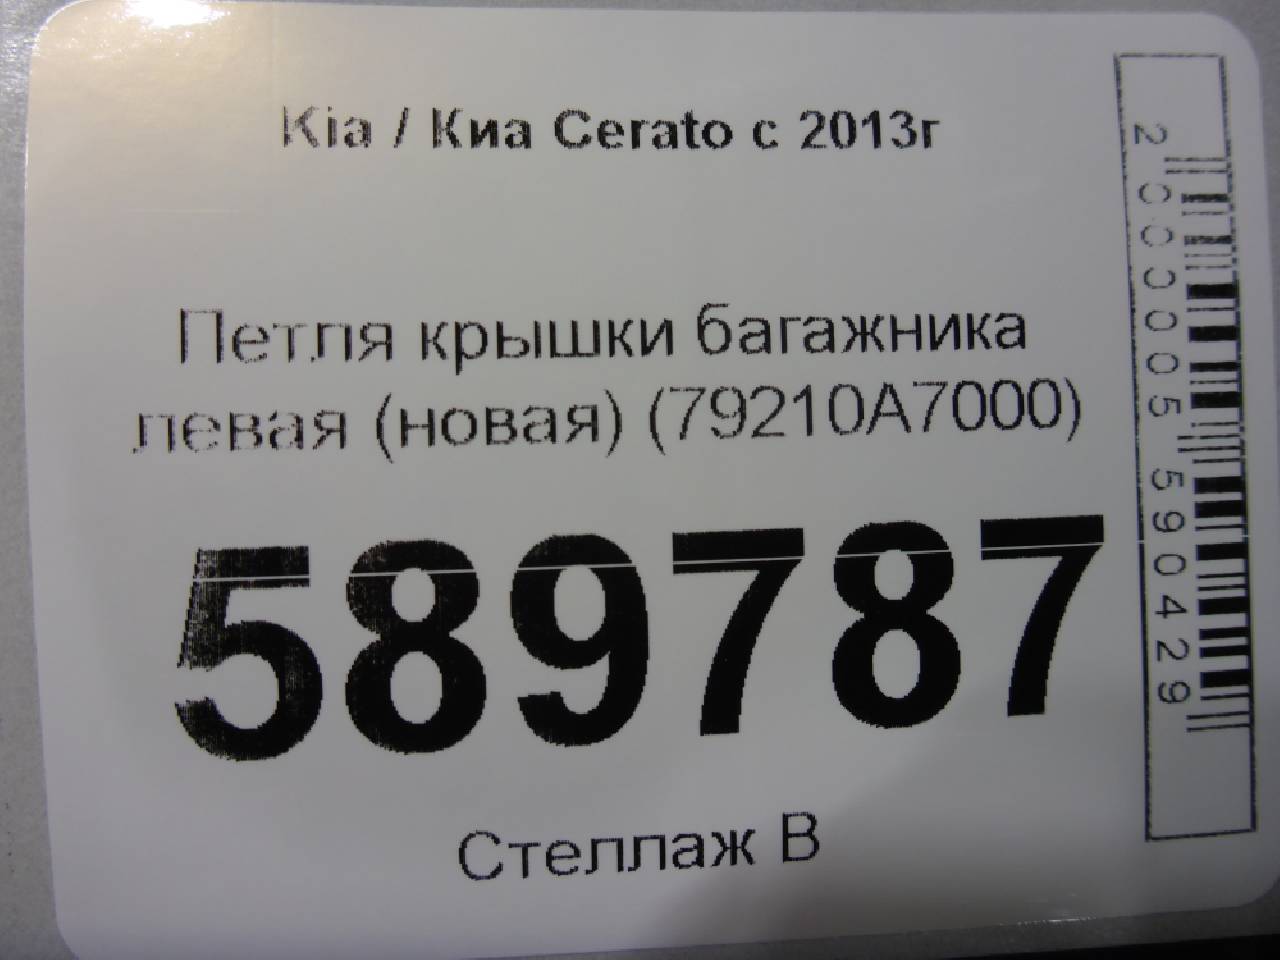 Kia / Киа Cerato с 2013г
Петля крышки багажника
левая (новая) (79210A7000)
589787
Стеллаж В
2000005590429